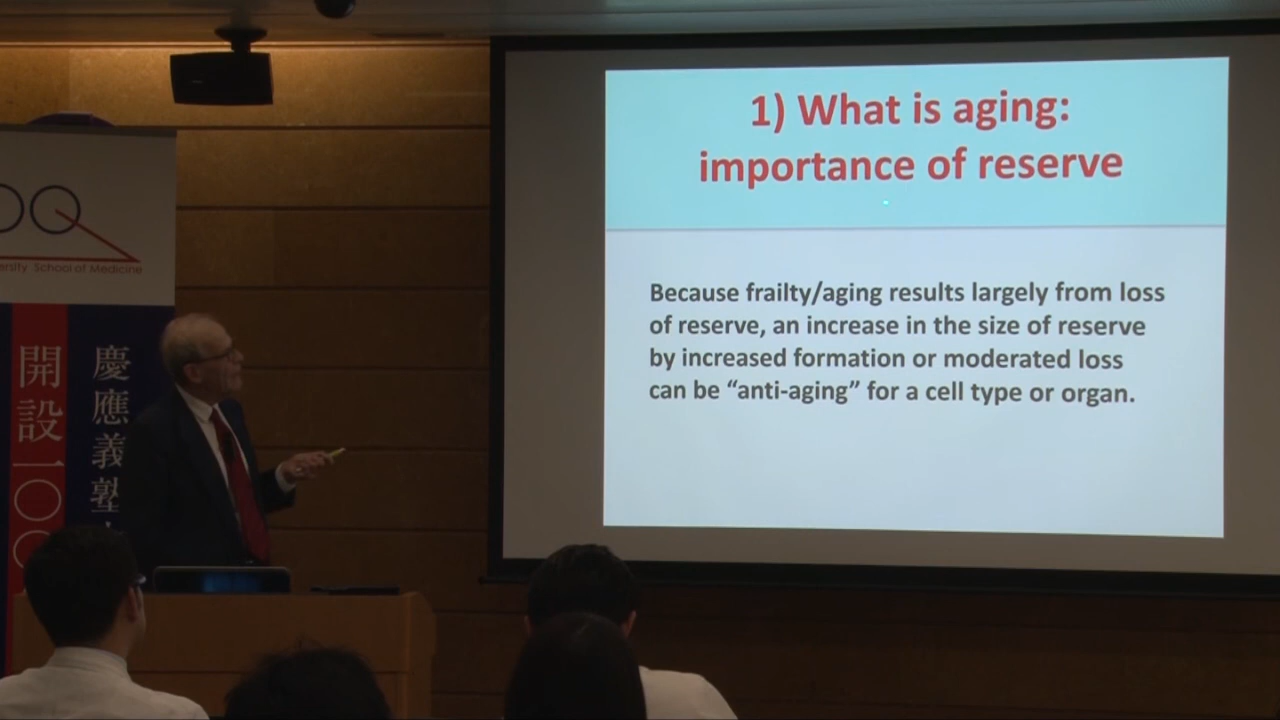 1) What is aging:
importance of reserve
Because frailty/aging results largely from loss
of reserve, an increase in the size of reserve
by increased formation or moderated loss
can be “anti-aging” for a cell type or organ.
School of Medicine
開設一〇
慶應義塾